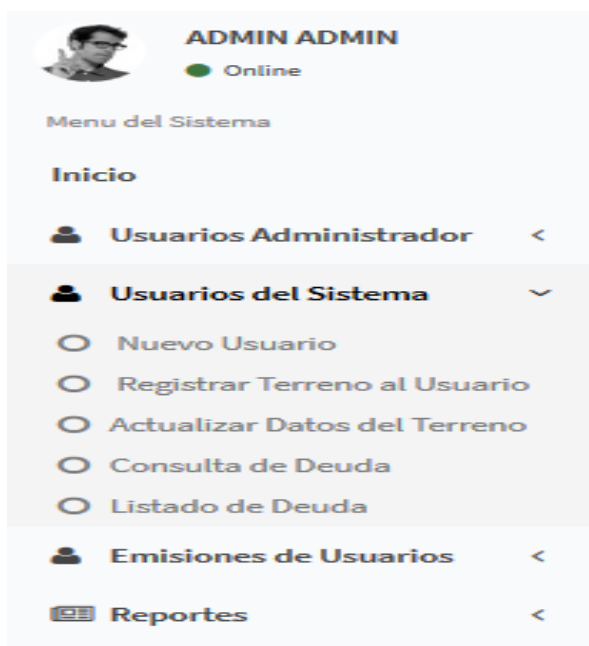 ADMIN ADMIN
Online
Menu del Sistema
Inicio
Usuarios Administrador
Usuarios del Sistema
Nuevo Usuario
Registrar Terreno al Usuario
Actualizar Datos del Terreno
Consulta de Deuda
Listado de Deuda
Emisiones de Usuarios
Reportes